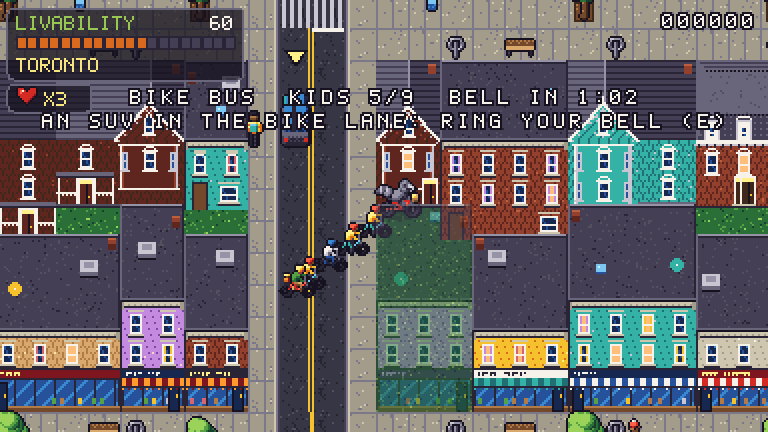 LIVABILITY 60
000000
TORONTO
X3
BIKE BUS KIDS 5/9 BELL IN 1:02
AN SUV IN THE BIKE LANE, RING YOUR BELL (E)